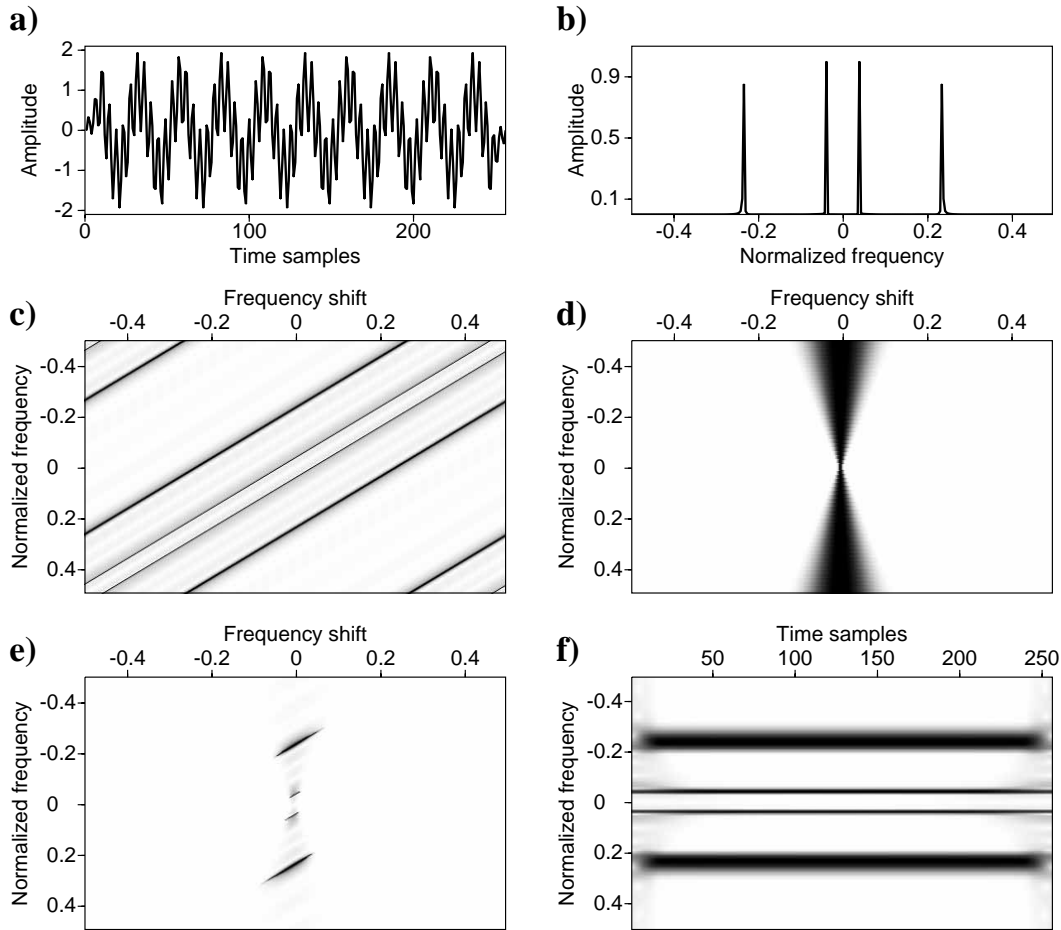 a)
b)
2
1
0
-1
-2
Amplitude
0 100 200
Time samples
0.9
0.5
0.1
Amplitude
-0.4 -0.2 0 0.2 0.4
Normalized frequency
c)
Frequency shift
-0.4 -0.2 0 0.2 0.4
-0.4
-0.2
0
0.2
0.4
Normalized frequency
d)
Frequency shift
-0.4 -0.2 0 0.2 0.4
-0.4
-0.2
0
0.2
0.4
Normalized frequency
e)
Frequency shift
-0.4 -0.2 0 0.2 0.4
-0.4
-0.2
0
0.2
0.4
Normalized frequency
f)
Time samples
50 100 150 200 250
-0.4
-0.2
0
0.2
0.4
Normalized frequency